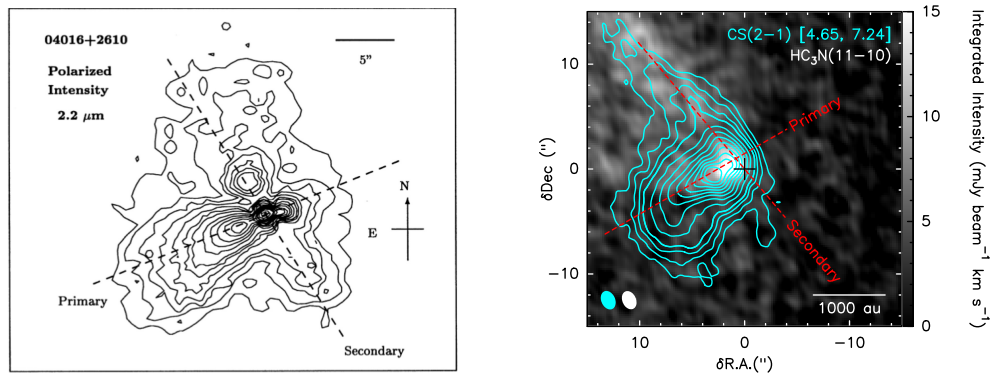 04016+2610
Polarized
Intensity
2.2 μm
5"
N
E
Primary
Secondary
CS(2−1) [4.65, 7.24]
HC₃N(11−10)
Primary
Secondary
1000 au
10
0
−10
δDec (")
10
0
−10
δR.A.(")
15
10
5
0
Integrated Intensity (mJy beam⁻¹ km s⁻¹)